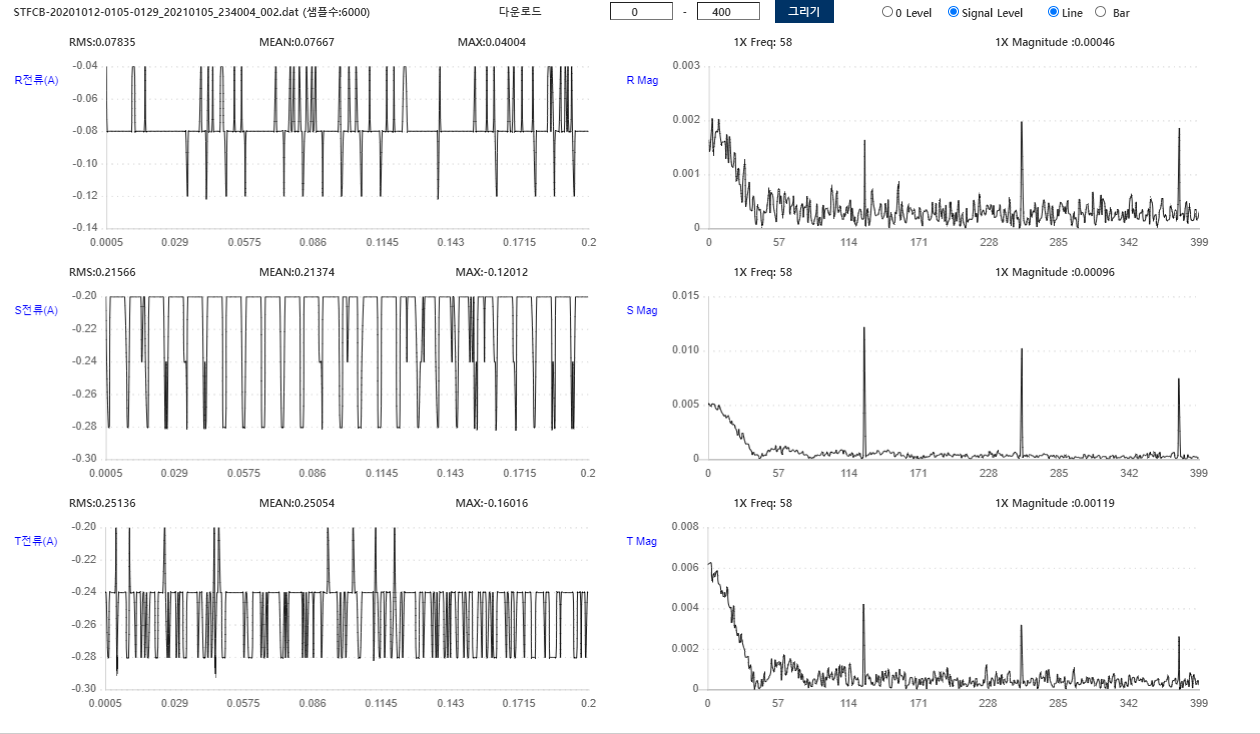 STFCB-20201012-0105-0129_20210105_234004_002.dat (샘플수:6000) 다운로드 0 - 400 그리기 0 Level Signal Level Line Bar
RMS:0.07835 MEAN:0.07667 MAX:0.04004 1X Freq: 58 1X Magnitude :0.00046
R전류(A)
-0.04
-0.06
-0.08
-0.10
-0.12
-0.14
0.0005 0.029 0.0575 0.086 0.1145 0.143 0.1715 0.2
R Mag
0.003
0.002
0.001
0
0 57 114 171 228 285 342 399
RMS:0.21566 MEAN:0.21374 MAX:-0.12012 1X Freq: 58 1X Magnitude :0.00096
S전류(A)
-0.20
-0.22
-0.24
-0.26
-0.28
-0.30
0.0005 0.029 0.0575 0.086 0.1145 0.143 0.1715 0.2
S Mag
0.015
0.010
0.005
0
0 57 114 171 228 285 342 399
RMS:0.25136 MEAN:0.25054 MAX:-0.16016 1X Freq: 58 1X Magnitude :0.00119
T전류(A)
-0.20
-0.22
-0.24
-0.26
-0.28
-0.30
0.0005 0.029 0.0575 0.086 0.1145 0.143 0.1715 0.2
T Mag
0.008
0.006
0.004
0.002
0
0 57 114 171 228 285 342 399